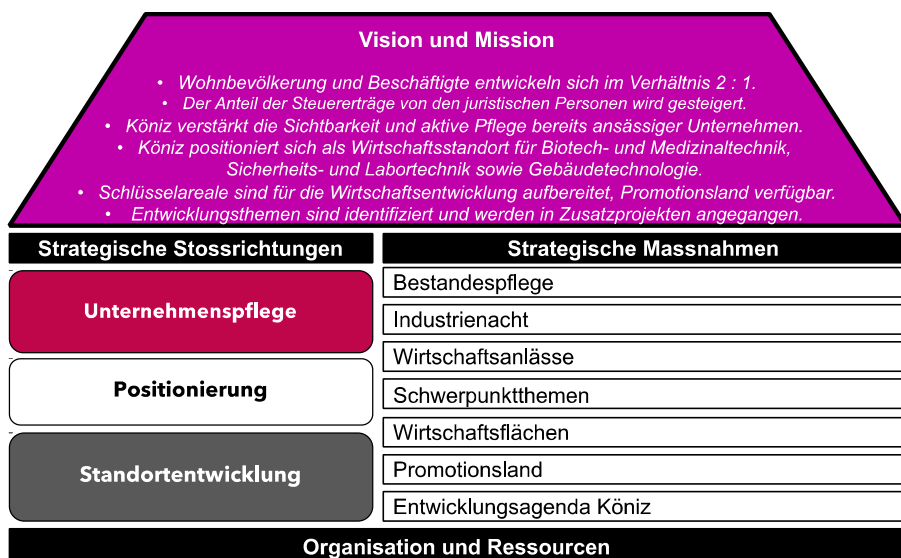 Vision und Mission
• Wohnbevölkerung und Beschäftigte entwickeln sich im Verhältnis 2 : 1.
• Der Anteil der Steuererträge von den juristischen Personen wird gesteigert.
• Köniz verstärkt die Sichtbarkeit und aktive Pflege bereits ansässiger Unternehmen.
• Köniz positioniert sich als Wirtschaftsstandort für Biotech- und Medizinaltechnik,
Sicherheits- und Labortechnik sowie Gebäudetechnologie.
• Schlüsselareale sind für die Wirtschaftsentwicklung aufbereitet, Promotionsland verfügbar.
• Entwicklungsthemen sind identifiziert und werden in Zusatzprojekten angegangen.
Strategische Stossrichtungen
Unternehmenspflege
Positionierung
Standortentwicklung
Strategische Massnahmen
Bestandespflege
Industrienacht
Wirtschaftsanlässe
Schwerpunktthemen
Wirtschaftsflächen
Promotionsland
Entwicklungsagenda Köniz
Organisation und Ressourcen